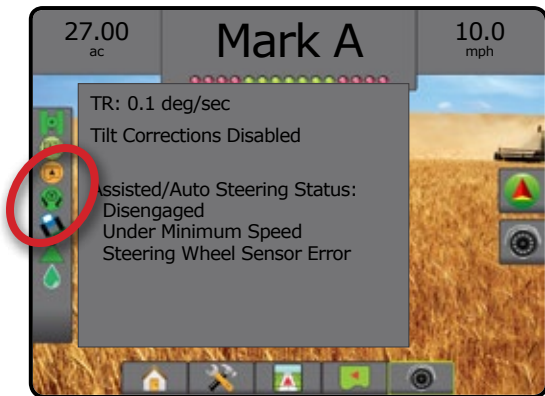 27.00
ac
Mark A
10.0
mph
TR: 0.1 deg/sec
Tilt Corrections Disabled
Assisted/Auto Steering Status:
Disengaged
Under Minimum Speed
Steering Wheel Sensor Error